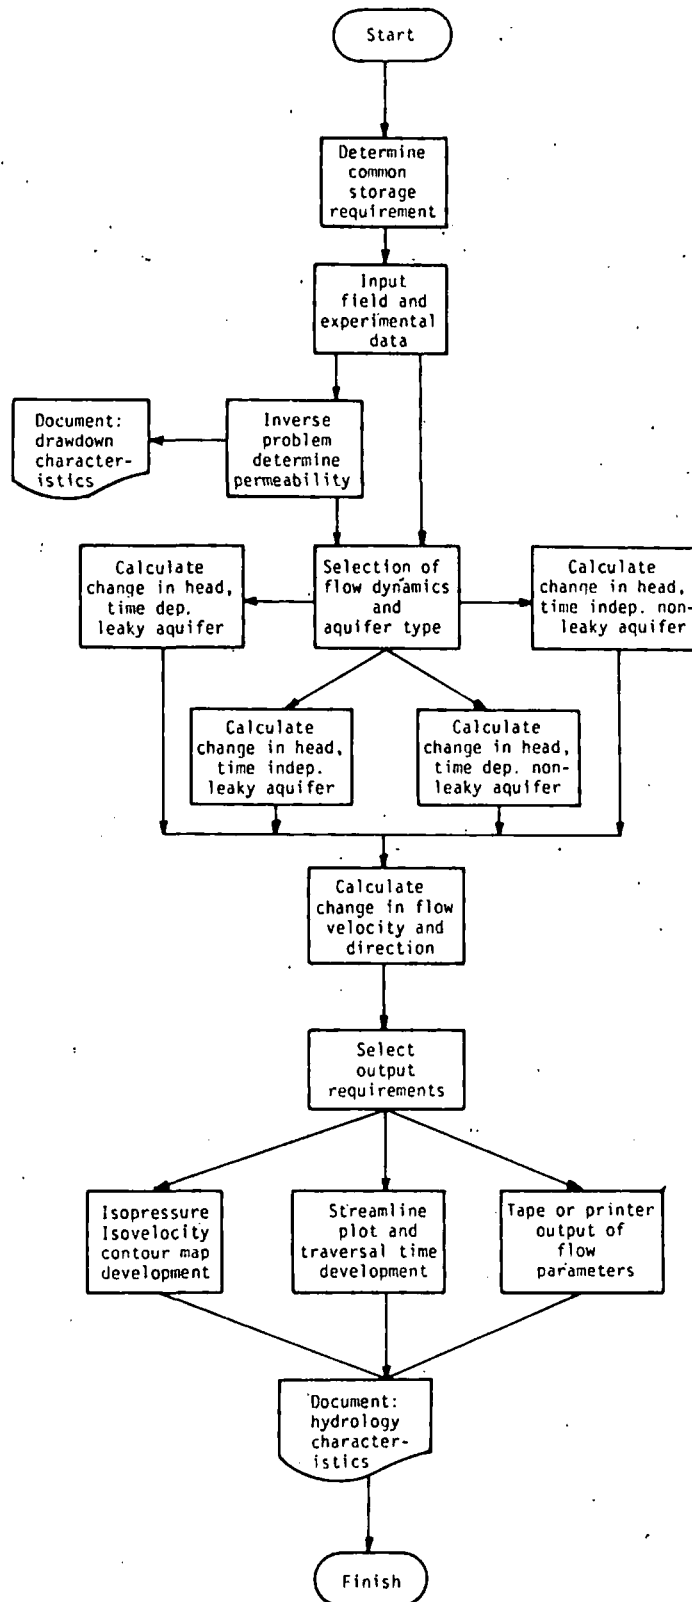 Start
Determine
common
storage
requirement
Input
field and
experimental
data
Document:
drawdown
character-
istics
Inverse
problem
determine
permeability
Calculate
change in head,
time dep.
leaky aquifer
Selection of
flow dynamics
and
aquifer type
Calculate
change in head,
time indep. non-
leaky aquifer
Calculate
change in head,
time indep.
leaky aquifer
Calculate
change in head,
time dep. non-
leaky aquifer
Calculate
change in flow
velocity and
direction
Select
output
requirements
Isopressure
Isovelocity
contour map
development
Streamline
plot and
traversal time
development
Tape or printer
output of
flow
parameters
Document:
hydrology
character-
istics
Finish